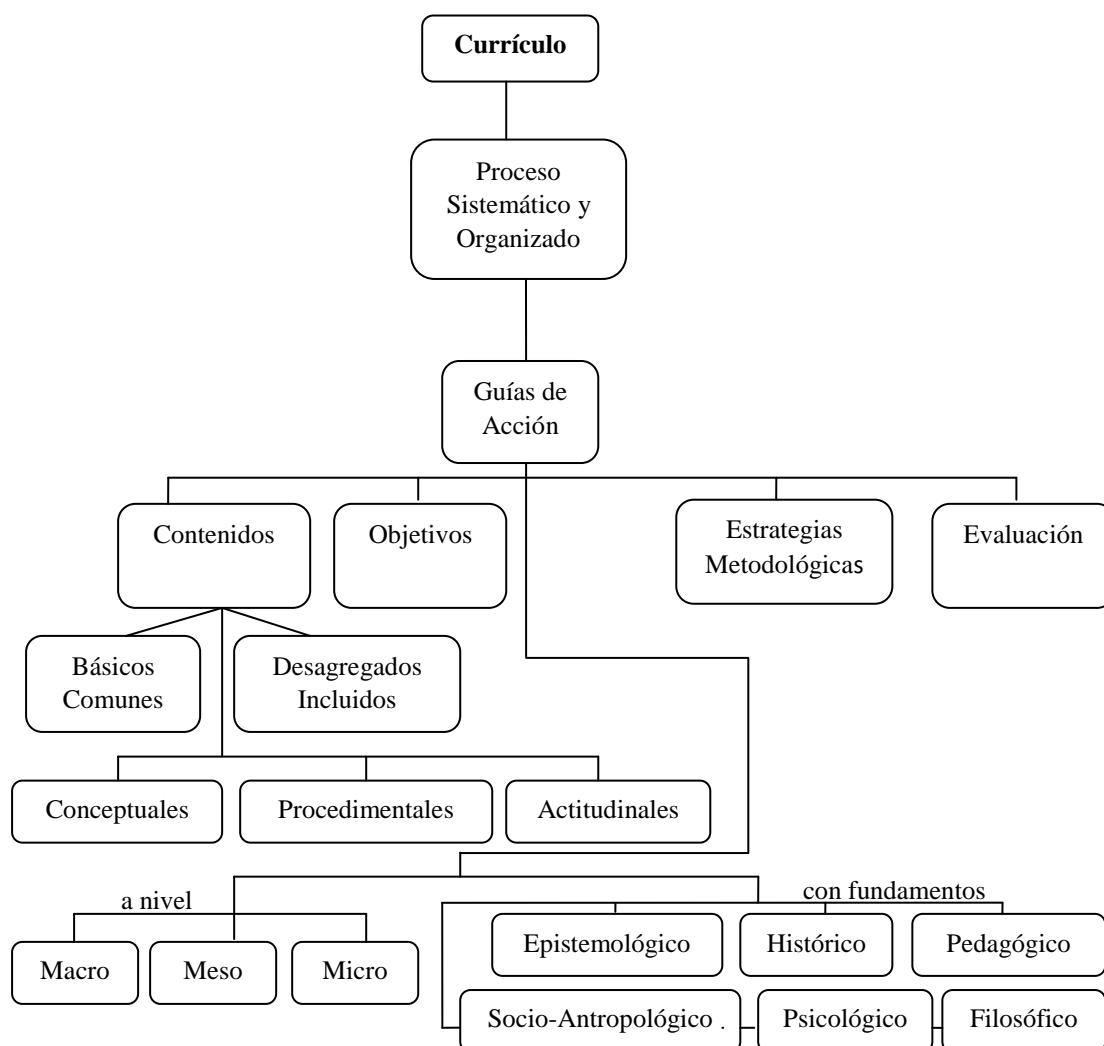 Currículo
Proceso
Sistemático y
Organizado
Guías de
Acción
Contenidos
Objetivos
Estrategias
Metodológicas
Evaluación
Básicos
Comunes
Desagregados
Incluidos
Conceptuales
Procedimentales
Actitudinales
a nivel
con fundamentos
Macro
Meso
Micro
Epistemológico
Histórico
Pedagógico
Socio-Antropológico .
Psicológico
Filosófico